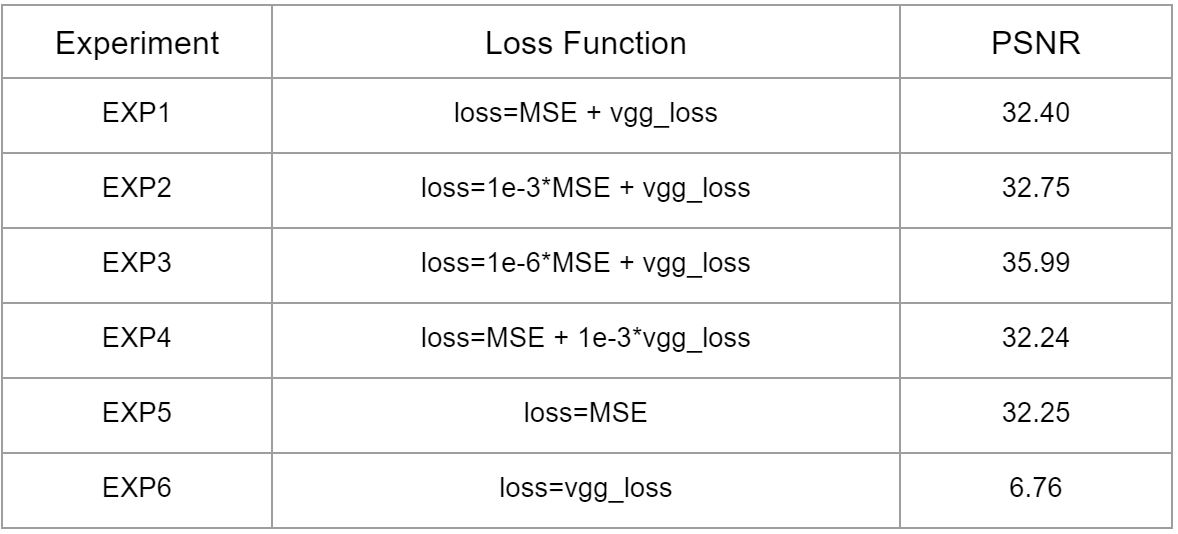 Experiment Loss Function PSNR
EXP1 loss=MSE + vgg_loss 32.40
EXP2 loss=1e-3*MSE + vgg_loss 32.75
EXP3 loss=1e-6*MSE + vgg_loss 35.99
EXP4 loss=MSE + 1e-3*vgg_loss 32.24
EXP5 loss=MSE 32.25
EXP6 loss=vgg_loss 6.76